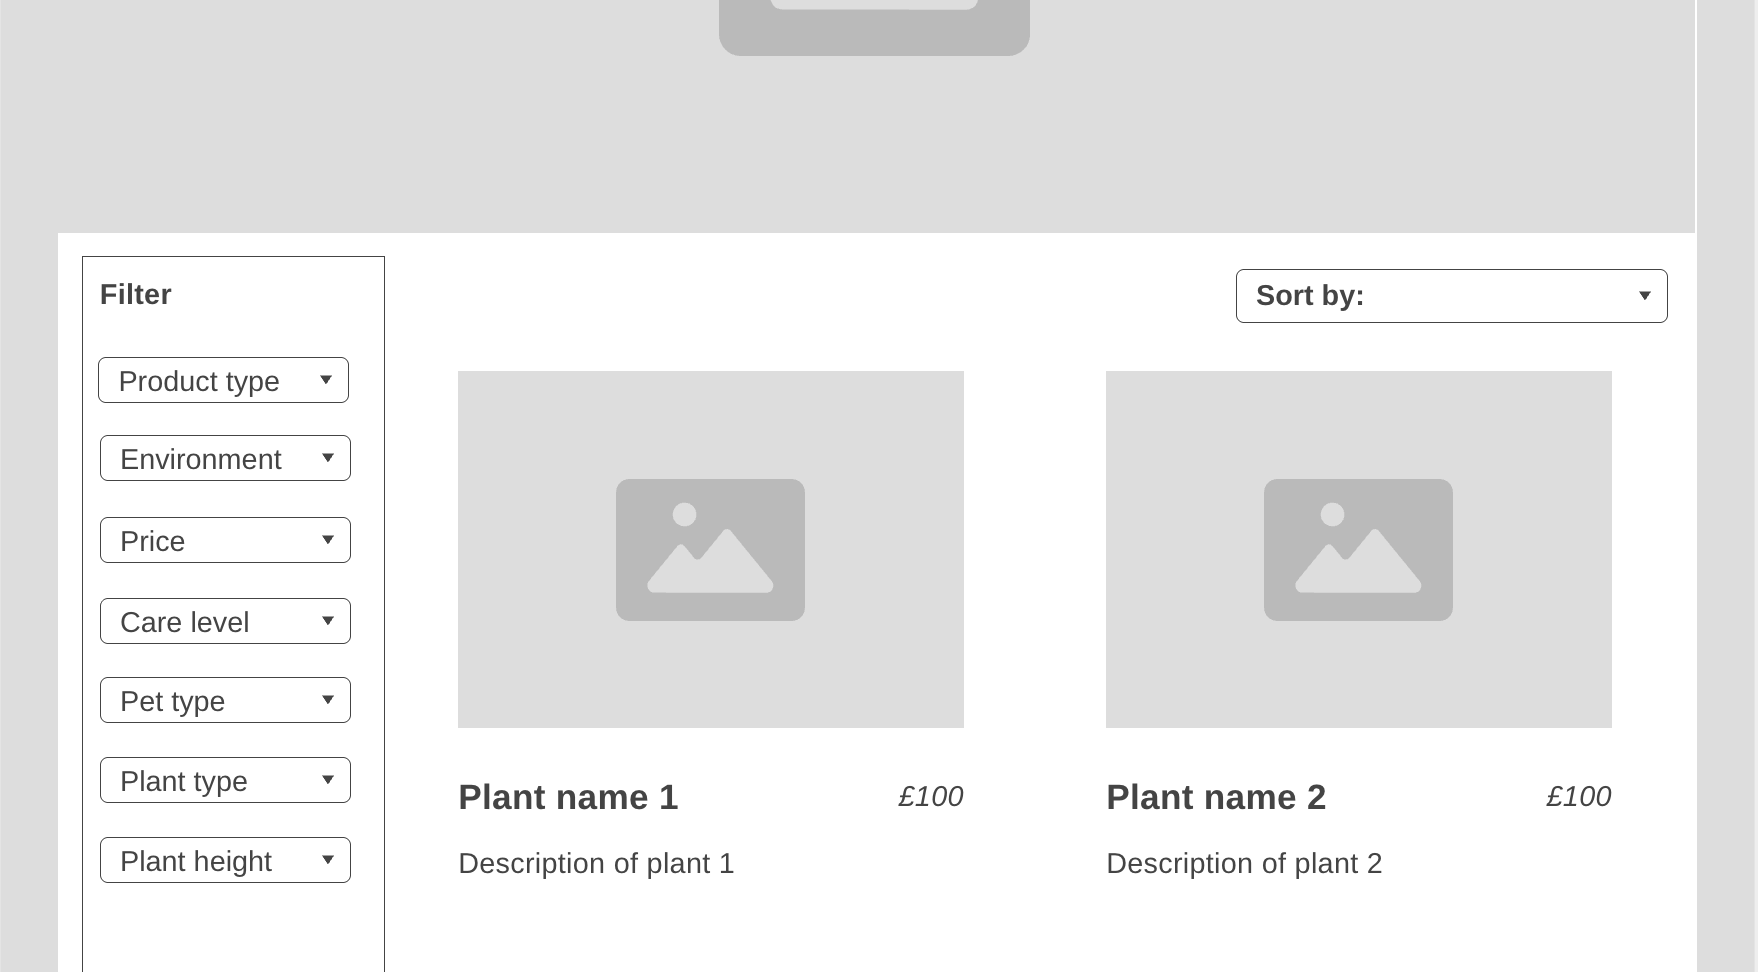 Filter
Sort by:
Product type
Environment
Price
Care level
Pet type
Plant type
Plant height
Plant name 1
£100
Description of plant 1
Plant name 2
£100
Description of plant 2